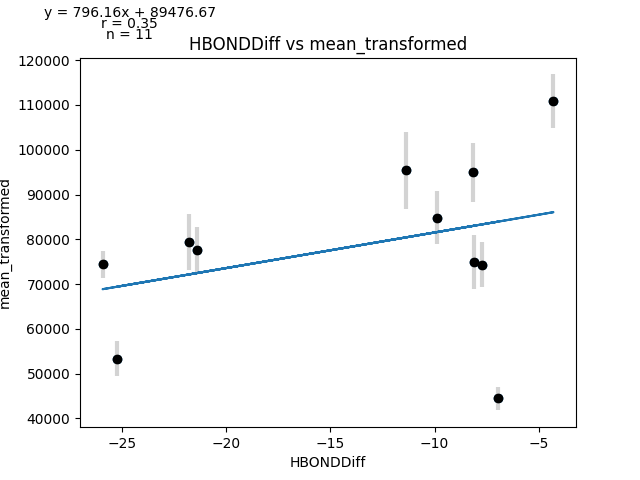 y = 796.16x + 89476.67
r = 0.35
n = 11
HBONDDiff vs mean_transformed
120000
110000
100000
90000
80000
70000
60000
50000
40000
mean_transformed
−25
−20
−15
−10
−5
HBONDDiff